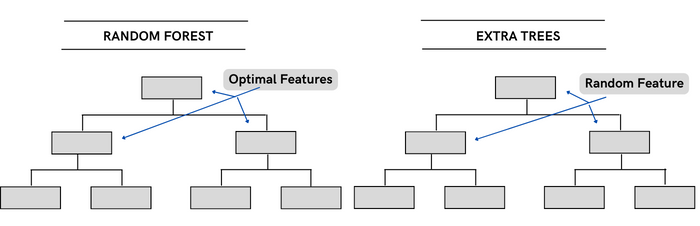 RANDOM FOREST
Optimal Features
EXTRA TREES
Random Feature